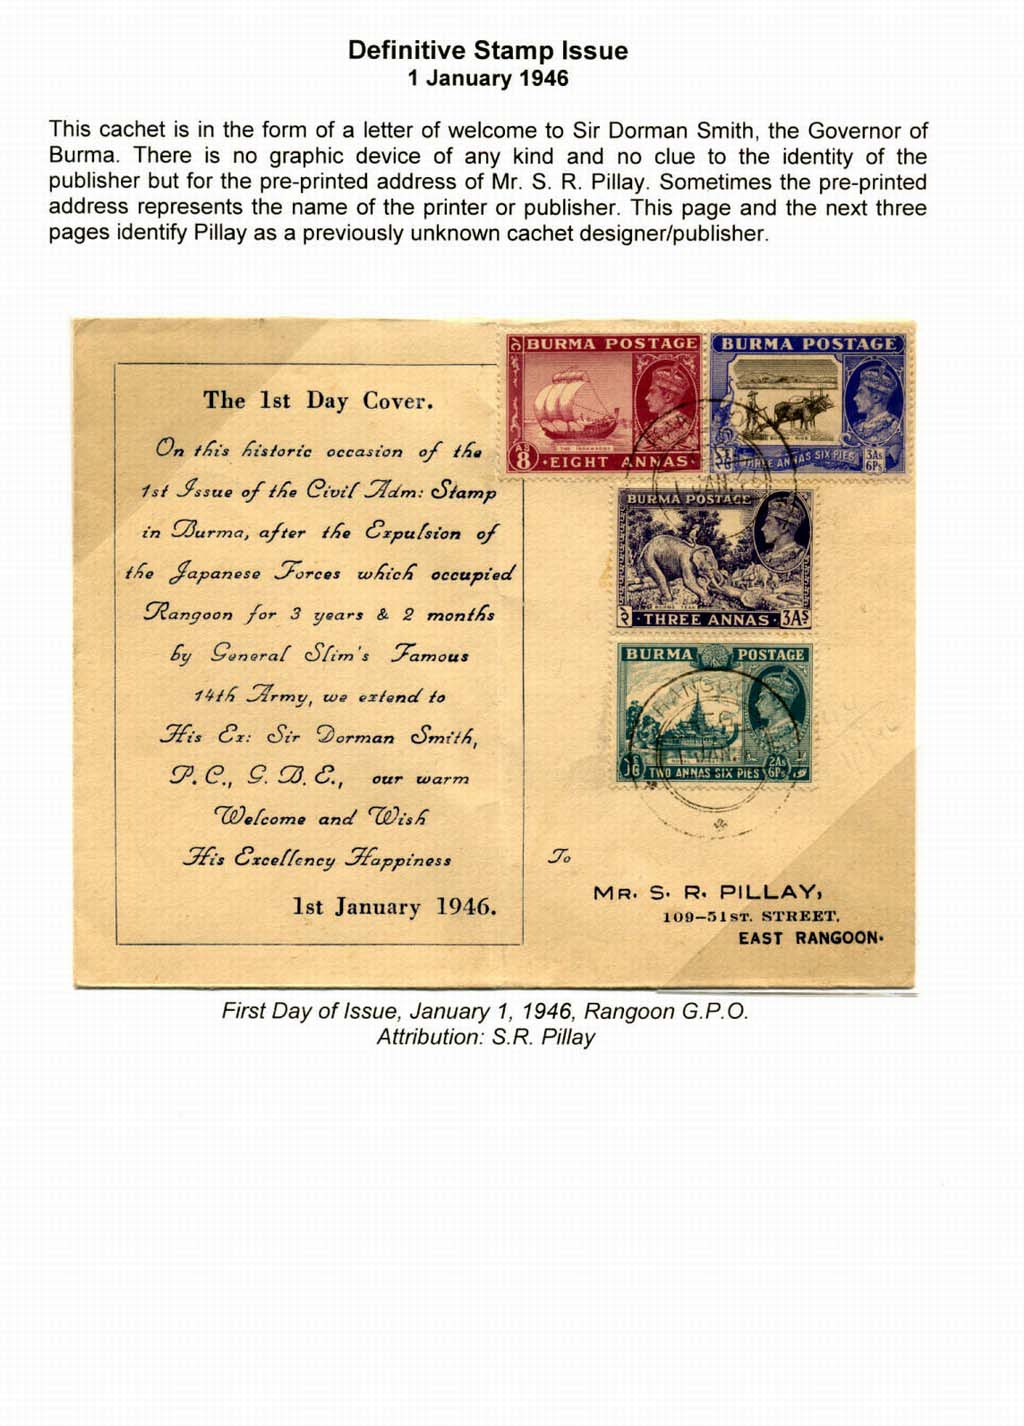 Definitive Stamp Issue
1 January 1946
This cachet is in the form of a letter of welcome to Sir Dorman Smith, the Governor of
Burma. There is no graphic device of any kind and no clue to the identity of the
publisher but for the pre-printed address of Mr. S. R. Pillay. Sometimes the pre-printed
address represents the name of the printer or publisher. This page and the next three
pages identify Pillay as a previously unknown cachet designer/publisher.
The 1st Day Cover.
On this historic occasion of the
1st Issue of the Civil Adm: Stamp
in Burma, after the Expulsion of
the Japanese Forces which occupied
Rangoon for 3 years & 2 months
by General Slim's Famous
14th Army, we extend to
His Ex: Sir Dorman Smith,
P. C., G. B. E., our warm
Welcome and Wish
His Excellency Happiness
1st January 1946.
BURMA POSTAGE
AS 8 · EIGHT ANNAS ·
BURMA POSTAGE
THREE ANNAS SIX PIES 3As 6Ps
BURMA POSTAGE
· THREE ANNAS · 3AS
BURMA POSTAGE
TWO ANNAS SIX PIES 2As 6Ps
To
MR. S. R. PILLAY,
109-51ST. STREET,
EAST RANGOON.
First Day of Issue, January 1, 1946, Rangoon G.P.O.
Attribution: S.R. Pillay